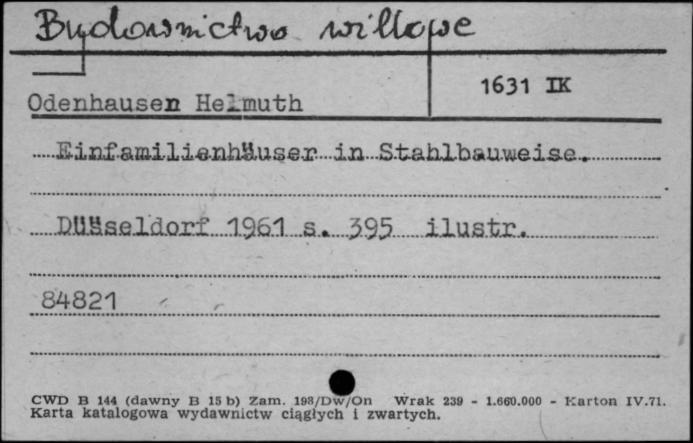 Budownictwo willowe
1631 IK
Odenhausen Helmuth
Einfamilienhäuser in Stahlbauweise.
Düsseldorf 1961 s. 395 ilustr.
84821
CWD B 144 (dawny B 15 b) Zam. 198/Dw/On Wrak 239 - 1.660.000 - Karton IV.71.
Karta katalogowa wydawnictw ciągłych i zwartych.